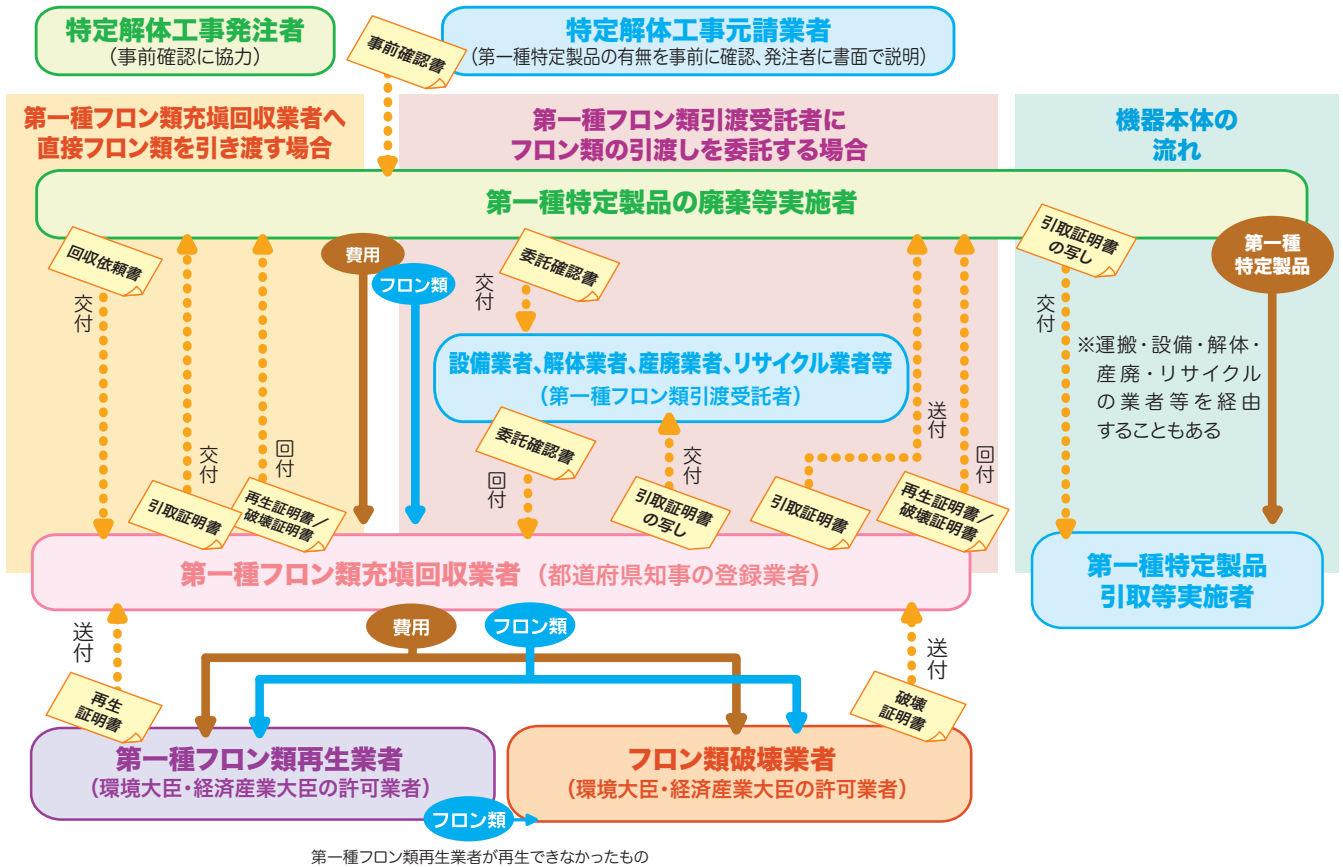 特定解体工事発注者
(事前確認に協力)
事前確認書
特定解体工事元請業者
(第一種特定製品の有無を事前に確認、発注者に書面で説明)
第一種フロン類充塡回収業者へ
直接フロン類を引き渡す場合
第一種フロン類引渡受託者に
フロン類の引渡しを委託する場合
機器本体の
流れ
第一種特定製品の廃棄等実施者
回収依頼書
交付
引取証明書
交付
再生証明書/
破壊証明書
回付
費用
フロン類
委託確認書
交付
設備業者、解体業者、産廃業者、リサイクル業者等
(第一種フロン類引渡受託者)
委託確認書
回付
引取証明書
の写し
交付
引取証明書
送付
再生証明書/
破壊証明書
回付
引取証明書
の写し
交付
第一種
特定製品
※運搬・設備・解体・
産廃・リサイクル
の業者等を経由
することもある
第一種フロン類充塡回収業者(都道府県知事の登録業者)
第一種特定製品
引取等実施者
費用
フロン類
送付
再生
証明書
送付
破壊
証明書
第一種フロン類再生業者
(環境大臣・経済産業大臣の許可業者)
フロン類破壊業者
(環境大臣・経済産業大臣の許可業者)
フロン類
第一種フロン類再生業者が再生できなかったもの